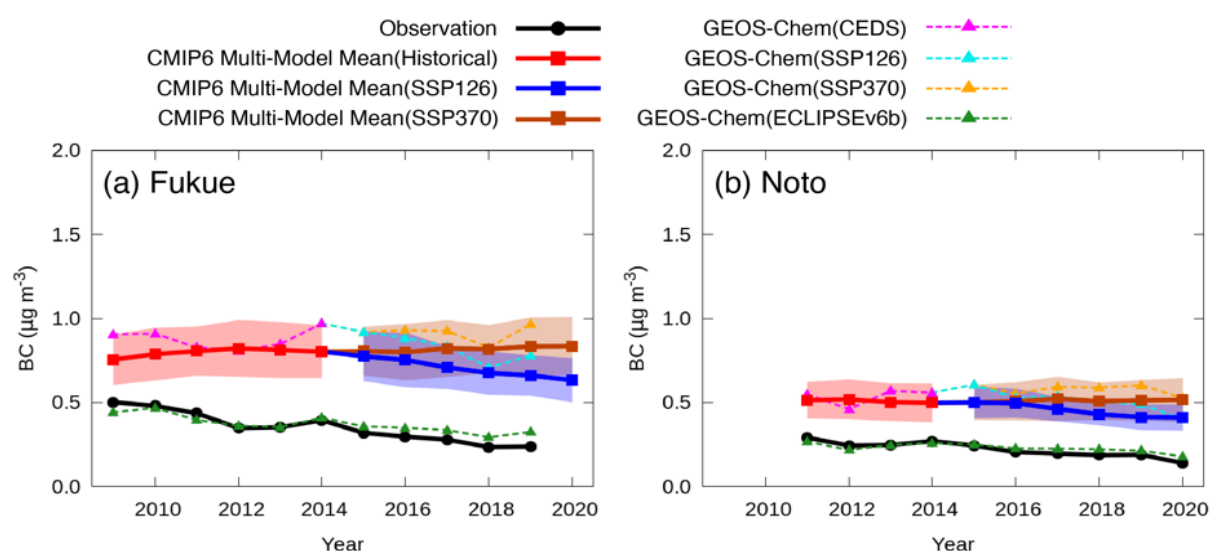 Observation
CMIP6 Multi-Model Mean(Historical)
CMIP6 Multi-Model Mean(SSP126)
CMIP6 Multi-Model Mean(SSP370)
GEOS-Chem(CEDS)
GEOS-Chem(SSP126)
GEOS-Chem(SSP370)
GEOS-Chem(ECLIPSEv6b)
(a) Fukue
BC (µg m-3)
2.0
1.5
1.0
0.5
0.0
2010 2012 2014 2016 2018 2020
Year
(b) Noto
BC (µg m-3)
2.0
1.5
1.0
0.5
0.0
2010 2012 2014 2016 2018 2020
Year